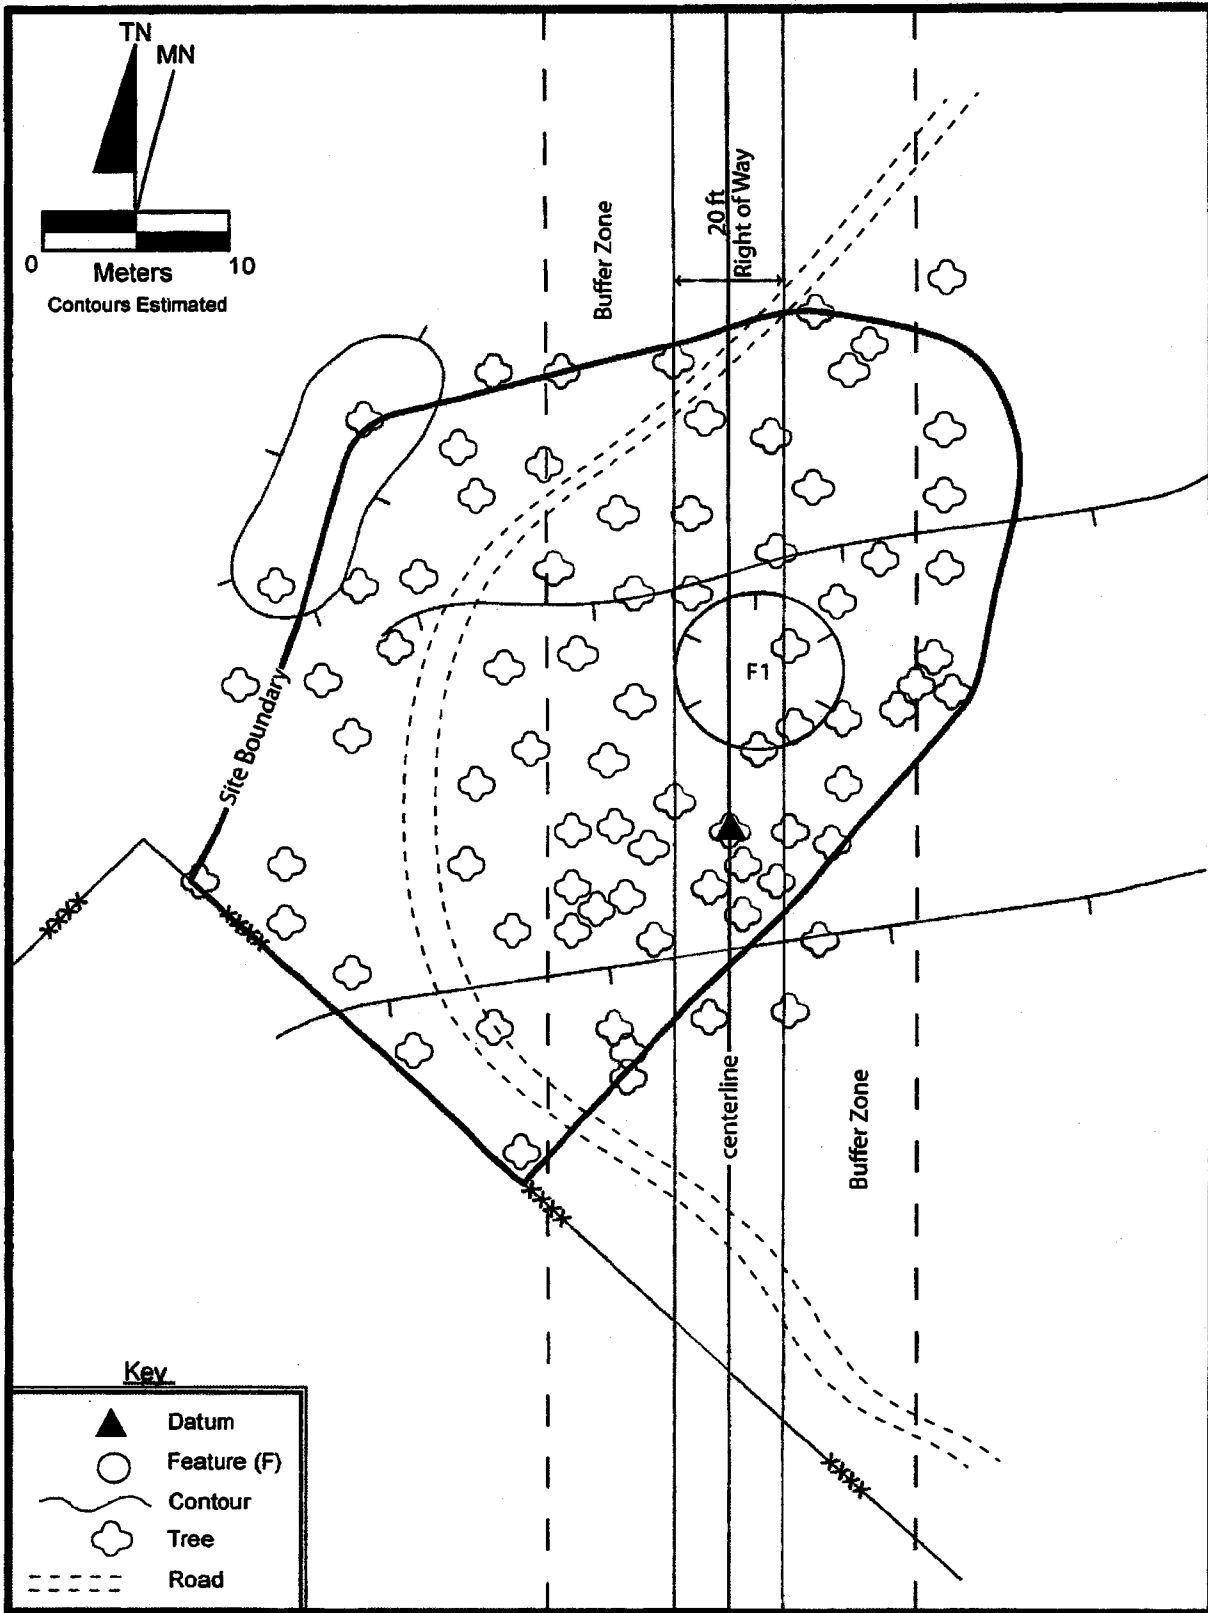 TN
MN
0 10
Meters
Contours Estimated
Buffer Zone
20 ft
Right of Way
F1
Site Boundary
centerline
Buffer Zone
Key
Datum
Feature (F)
Contour
Tree
Road